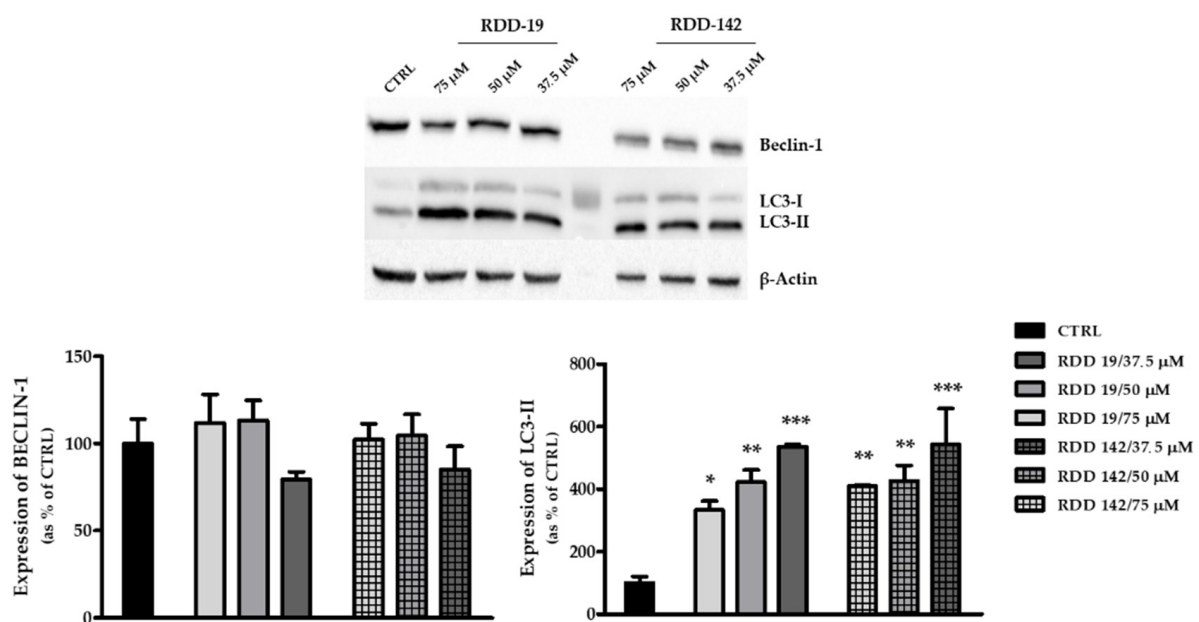 RDD-19 RDD-142
CTRL 75 μM 50 μM 37.5 μM 75 μM 50 μM 37.5 μM
Beclin-1
LC3-I
LC3-II
β-Actin
Expression of BECLIN-1
(as % of CTRL)
150
100
50
0
Expression of LC3-II
(as % of CTRL)
800
600
400
200
0
*
**
***
**
**
***
CTRL
RDD 19/37.5 μM
RDD 19/50 μM
RDD 19/75 μM
RDD 142/37.5 μM
RDD 142/50 μM
RDD 142/75 μM